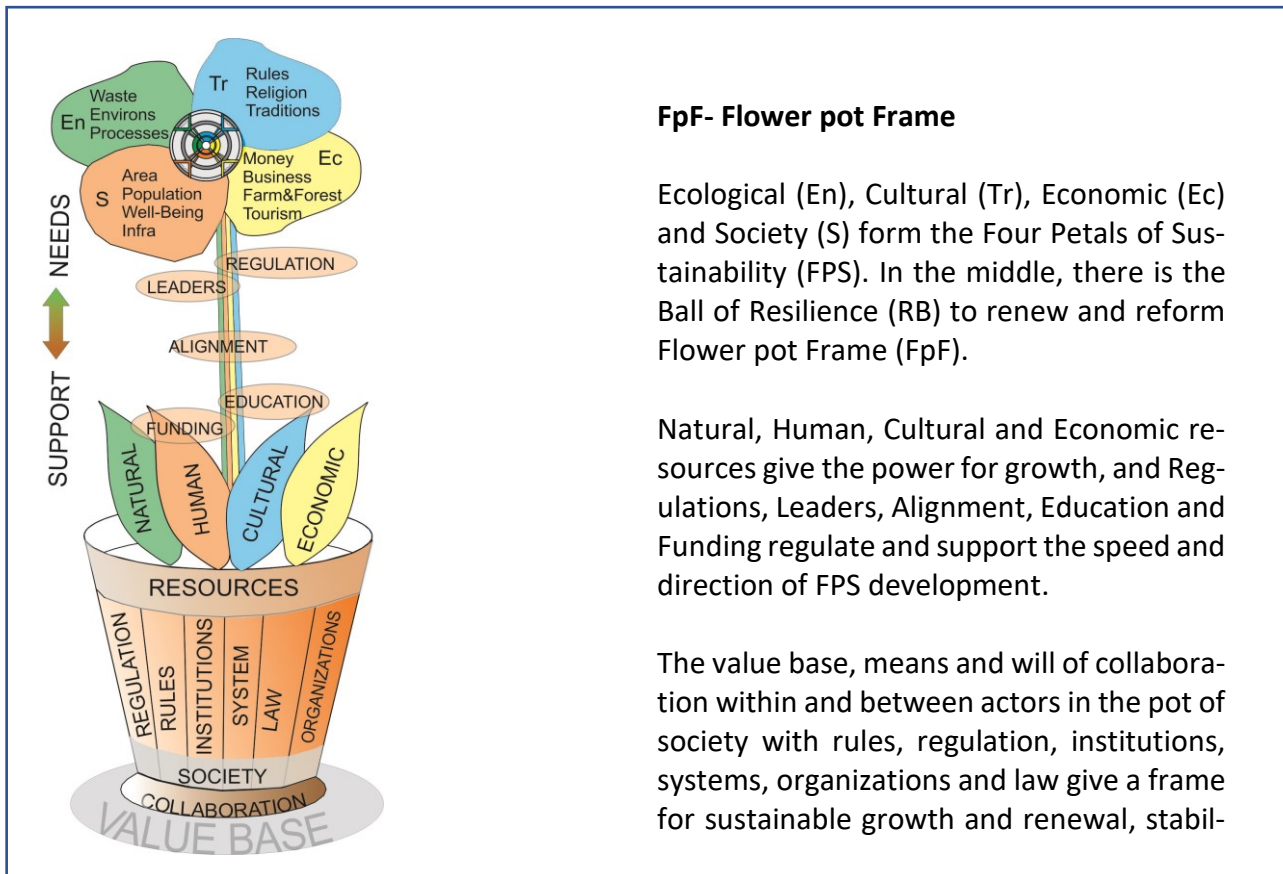 Waste
Environs
En Processes
Tr
Rules
Religion
Traditions
S
Area
Population
Well-Being
Infra
Money
Ec
Business
Farm&Forest
Tourism
NEEDS
SUPPORT
REGULATION
LEADERS
ALIGNMENT
EDUCATION
FUNDING
NATURAL
HUMAN
CULTURAL
ECONOMIC
RESOURCES
REGULATION
RULES
INSTITUTIONS
SYSTEM
LAW
ORGANIZATIONS
SOCIETY
COLLABORATION
VALUE BASE
FpF- Flower pot Frame
Ecological (En), Cultural (Tr), Economic (Ec)
and Society (S) form the Four Petals of Sus-
tainability (FPS). In the middle, there is the
Ball of Resilience (RB) to renew and reform
Flower pot Frame (FpF).
Natural, Human, Cultural and Economic re-
sources give the power for growth, and Reg-
ulations, Leaders, Alignment, Education and
Funding regulate and support the speed and
direction of FPS development.
The value base, means and will of collabora-
tion within and between actors in the pot of
society with rules, regulation, institutions,
systems, organizations and law give a frame
for sustainable growth and renewal, stabil-